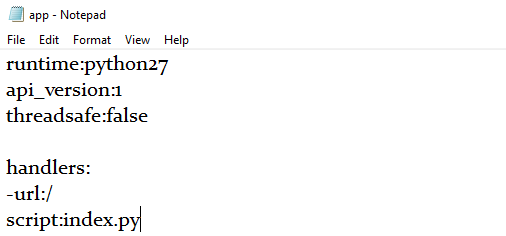 app - Notepad
File Edit Format View Help
runtime:python27
api_version:1
threadsafe:false
handlers:
-url:/
script:index.py